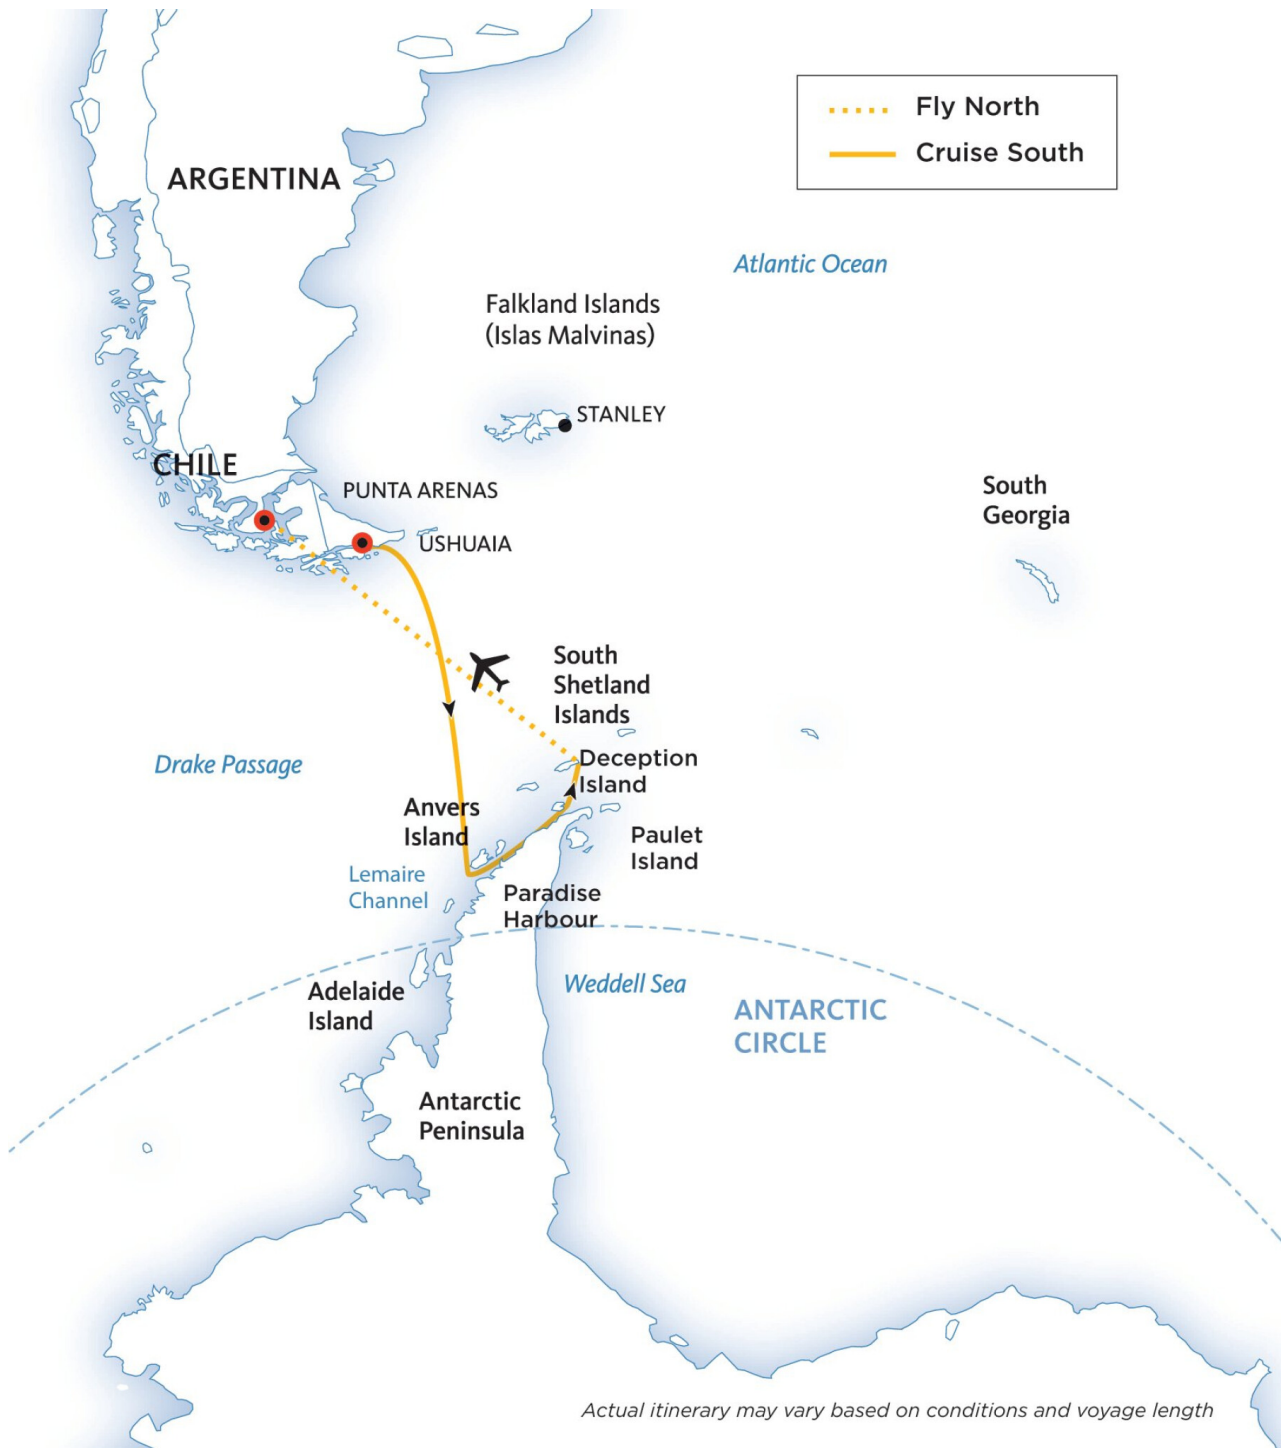 Fly North
Cruise South
ARGENTINA
Atlantic Ocean
Falkland Islands
(Islas Malvinas)
STANLEY
CHILE
PUNTA ARENAS
South
Georgia
USHUAIA
South
Shetland
Islands
Drake Passage
Deception
Island
Anvers
Island
Paulet
Island
Lemaire
Channel
Paradise
Harbour
Weddell Sea
Adelaide
Island
ANTARCTIC
CIRCLE
Antarctic
Peninsula
Actual itinerary may vary based on conditions and voyage length